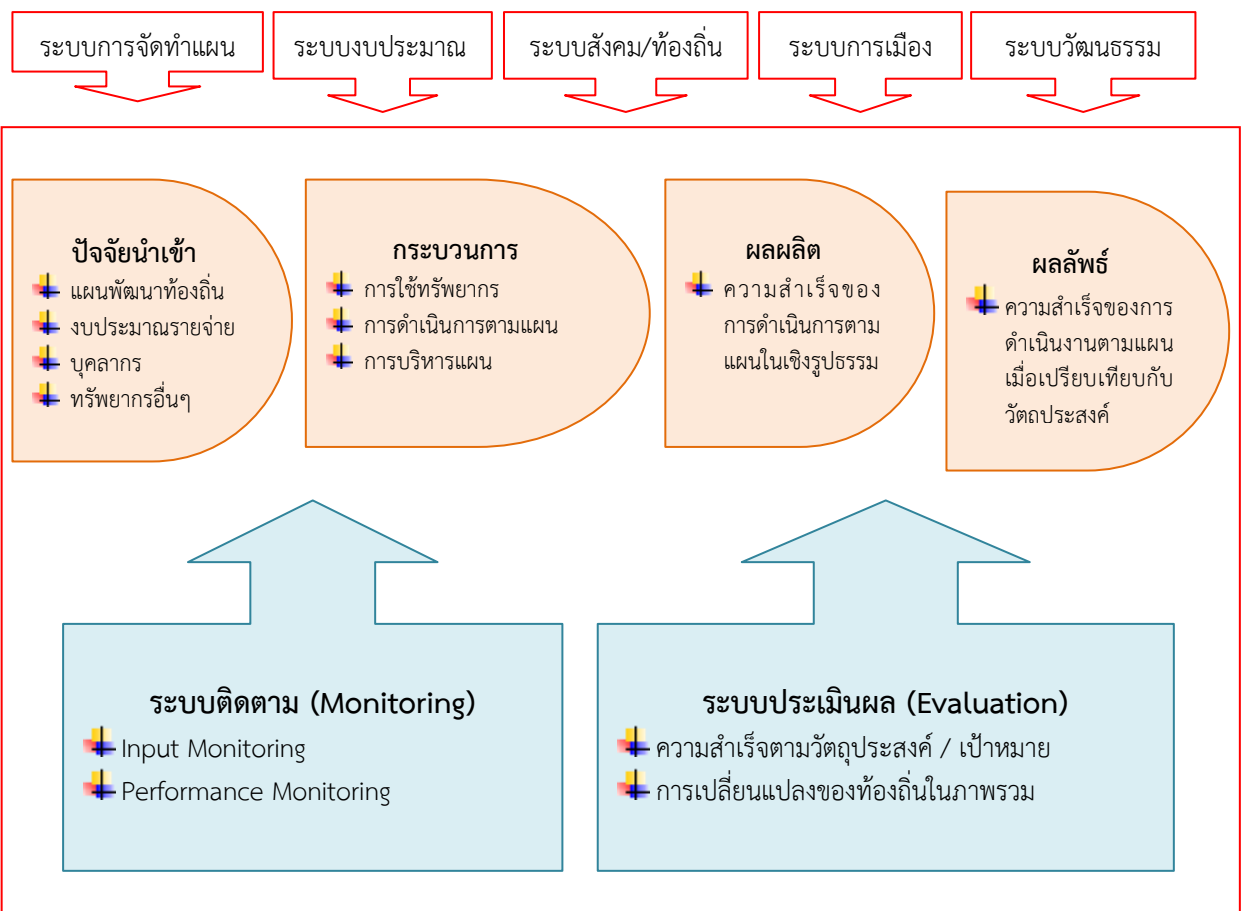 ระบบการจัดทำแผน
ระบบงบประมาณ
ระบบสังคม/ท้องถิ่น
ระบบการเมือง
ระบบวัฒนธรรม
ปัจจัยนำเข้า
แผนพัฒนาท้องถิ่น
งบประมาณรายจ่าย
บุคลากร
ทรัพยากรอื่นๆ
กระบวนการ
การใช้ทรัพยากร
การดำเนินการตามแผน
การบริหารแผน
ผลผลิต
ความสำเร็จของ
การดำเนินการตาม
แผนในเชิงรูปธรรม
ผลลัพธ์
ความสำเร็จของการ
ดำเนินงานตามแผน
เมื่อเปรียบเทียบกับ
วัตถประสงค์
ระบบติดตาม (Monitoring)
Input Monitoring
Performance Monitoring
ระบบประเมินผล (Evaluation)
ความสำเร็จตามวัตถุประสงค์ / เป้าหมาย
การเปลี่ยนแปลงของท้องถิ่นในภาพรวม